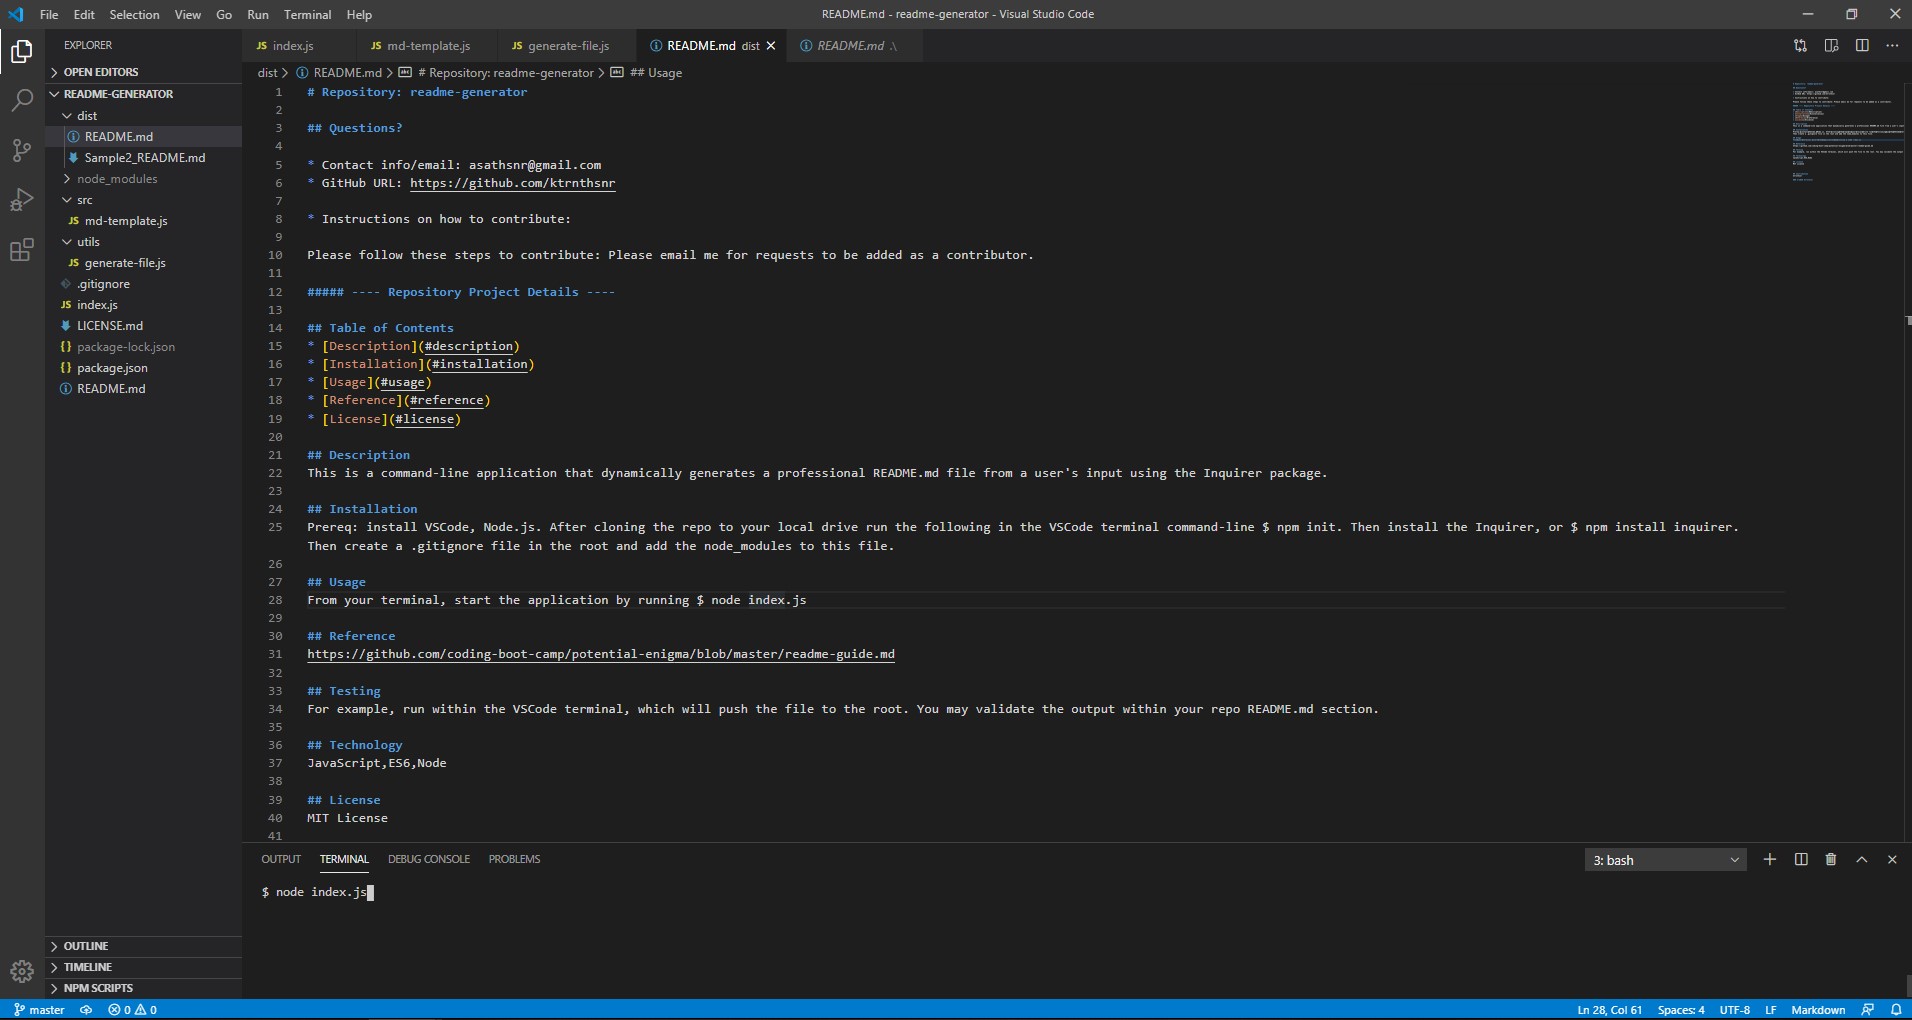 File Edit Selection View Go Run Terminal Help
README.md - readme-generator - Visual Studio Code
EXPLORER
OPEN EDITORS
README-GENERATOR
dist
README.md
Sample2_README.md
node_modules
src
JS md-template.js
utils
JS generate-file.js
.gitignore
JS index.js
LICENSE.md
{} package-lock.json
{} package.json
README.md
OUTLINE
TIMELINE
NPM SCRIPTS
JS index.js JS md-template.js JS generate-file.js README.md dist README.md .\
dist > README.md > # Repository: readme-generator > ## Usage
1 # Repository: readme-generator
2
3 ## Questions?
4
5 * Contact info/email: asathsnr@gmail.com
6 * GitHub URL: https://github.com/ktrnthsnr
7
8 * Instructions on how to contribute:
9
10 Please follow these steps to contribute: Please email me for requests to be added as a contributor.
11
12 ##### ---- Repository Project Details ----
13
14 ## Table of Contents
15 * [Description](#description)
16 * [Installation](#installation)
17 * [Usage](#usage)
18 * [Reference](#reference)
19 * [License](#license)
20
21 ## Description
22 This is a command-line application that dynamically generates a professional README.md file from a user's input using the Inquirer package.
23
24 ## Installation
25 Prereq: install VSCode, Node.js. After cloning the repo to your local drive run the following in the VSCode terminal command-line $ npm init. Then install the Inquirer, or $ npm install inquirer.
Then create a .gitignore file in the root and add the node_modules to this file.
26
27 ## Usage
28 From your terminal, start the application by running $ node index.js
29
30 ## Reference
31 https://github.com/coding-boot-camp/potential-enigma/blob/master/readme-guide.md
32
33 ## Testing
34 For example, run within the VSCode terminal, which will push the file to the root. You may validate the output within your repo README.md section.
35
36 ## Technology
37 JavaScript,ES6,Node
38
39 ## License
40 MIT License
41
OUTPUT TERMINAL DEBUG CONSOLE PROBLEMS
3: bash
$ node index.js
master 0 0
Ln 28, Col 61 Spaces: 4 UTF-8 LF Markdown